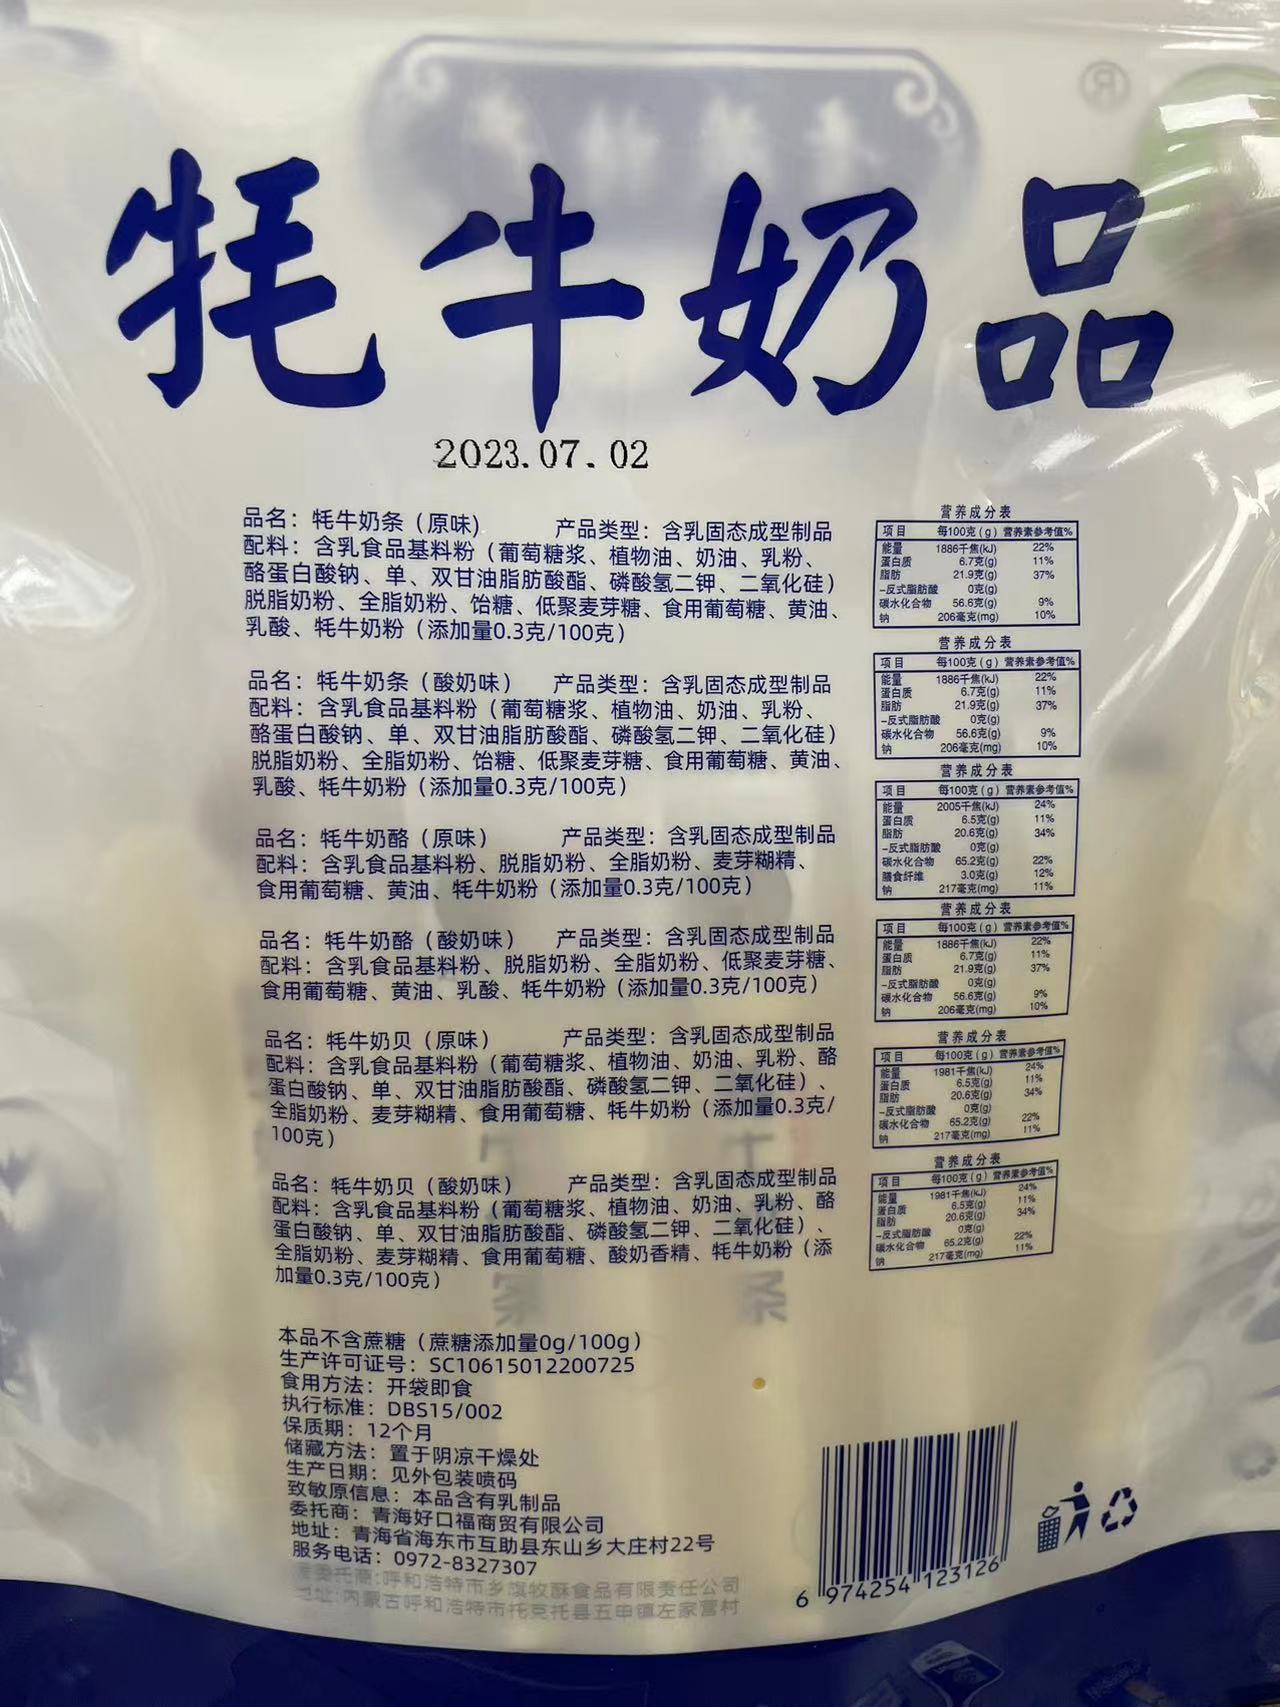 ®
牦牛奶品
2023.07.02
品名：牦牛奶条（原味） 产品类型：含乳固态成型制品
配料：含乳食品基料粉（葡萄糖浆、植物油、奶油、乳粉、
酪蛋白酸钠、单、双甘油脂肪酸酯、磷酸氢二钾、二氧化硅）
脱脂奶粉、全脂奶粉、饴糖、低聚麦芽糖、食用葡萄糖、黄油、
乳酸、牦牛奶粉（添加量0.3克/100克）
品名：牦牛奶条（酸奶味） 产品类型：含乳固态成型制品
配料：含乳食品基料粉（葡萄糖浆、植物油、奶油、乳粉、
酪蛋白酸钠、单、双甘油脂肪酸酯、磷酸氢二钾、二氧化硅）
脱脂奶粉、全脂奶粉、饴糖、低聚麦芽糖、食用葡萄糖、黄油、
乳酸、牦牛奶粉（添加量0.3克/100克）
品名：牦牛奶酪（原味） 产品类型：含乳固态成型制品
配料：含乳食品基料粉、脱脂奶粉、全脂奶粉、麦芽糊精、
食用葡萄糖、黄油、牦牛奶粉（添加量0.3克/100克）
品名：牦牛奶酪（酸奶味） 产品类型：含乳固态成型制品
配料：含乳食品基料粉、脱脂奶粉、全脂奶粉、低聚麦芽糖、
食用葡萄糖、黄油、乳酸、牦牛奶粉（添加量0.3克/100克）
品名：牦牛奶贝（原味） 产品类型：含乳固态成型制品
配料：含乳食品基料粉（葡萄糖浆、植物油、奶油、乳粉、酪
蛋白酸钠、单、双甘油脂肪酸酯、磷酸氢二钾、二氧化硅）、
全脂奶粉、麦芽糊精、食用葡萄糖、牦牛奶粉（添加量0.3克/
100克）
品名：牦牛奶贝（酸奶味） 产品类型：含乳固态成型制品
配料：含乳食品基料粉（葡萄糖浆、植物油、奶油、乳粉、酪
蛋白酸钠、单、双甘油脂肪酸酯、磷酸氢二钾、二氧化硅）、
全脂奶粉、麦芽糊精、食用葡萄糖、酸奶香精、牦牛奶粉（添
加量0.3克/100克）
营养成分表
项目 每100克（g） 营养素参考值%
能量 1886千焦(kJ) 22%
蛋白质 6.7克(g) 11%
脂肪 21.9克(g) 37%
-反式脂肪酸 0克(g)
碳水化合物 56.6克(g) 9%
钠 206毫克(mg) 10%
营养成分表
项目 每100克（g） 营养素参考值%
能量 1886千焦(kJ) 22%
蛋白质 6.7克(g) 11%
脂肪 21.9克(g) 37%
-反式脂肪酸 0克(g)
碳水化合物 56.6克(g) 9%
钠 206毫克(mg) 10%
营养成分表
项目 每100克（g） 营养素参考值%
能量 2005千焦(kJ) 24%
蛋白质 6.5克(g) 11%
脂肪 20.6克(g) 34%
-反式脂肪酸 0克(g)
碳水化合物 65.2克(g) 22%
膳食纤维 3.0克(g) 12%
钠 217毫克(mg) 11%
营养成分表
项目 每100克（g） 营养素参考值%
能量 1886千焦(kJ) 22%
蛋白质 6.7克(g) 11%
脂肪 21.9克(g) 37%
-反式脂肪酸 0克(g)
碳水化合物 56.6克(g) 9%
钠 206毫克(mg) 10%
营养成分表
项目 每100克（g） 营养素参考值%
能量 1981千焦(kJ) 24%
蛋白质 6.5克(g) 11%
脂肪 20.6克(g) 34%
-反式脂肪酸 0克(g)
碳水化合物 65.2克(g) 22%
钠 217毫克(mg) 11%
营养成分表
项目 每100克（g） 营养素参考值%
能量 1981千焦(kJ) 24%
蛋白质 6.5克(g) 11%
脂肪 20.6克(g) 34%
-反式脂肪酸 0克(g)
碳水化合物 65.2克(g) 22%
钠 217毫克(mg) 11%
本品不含蔗糖（蔗糖添加量0g/100g）
生产许可证号：SC10615012200725
食用方法：开袋即食
执行标准：DBS15/002
保质期：12个月
储藏方法：置于阴凉干燥处
生产日期：见外包装喷码
致敏原信息：本品含有乳制品
委托商：青海好口福商贸有限公司
地址：青海省海东市互助县东山乡大庄村22号
服务电话：0972-8327307
委托商:呼和浩特市乡旗牧酥食品有限责任公司
地址:内蒙古呼和浩特市托克托县五申镇左家营村
6 974254 123126